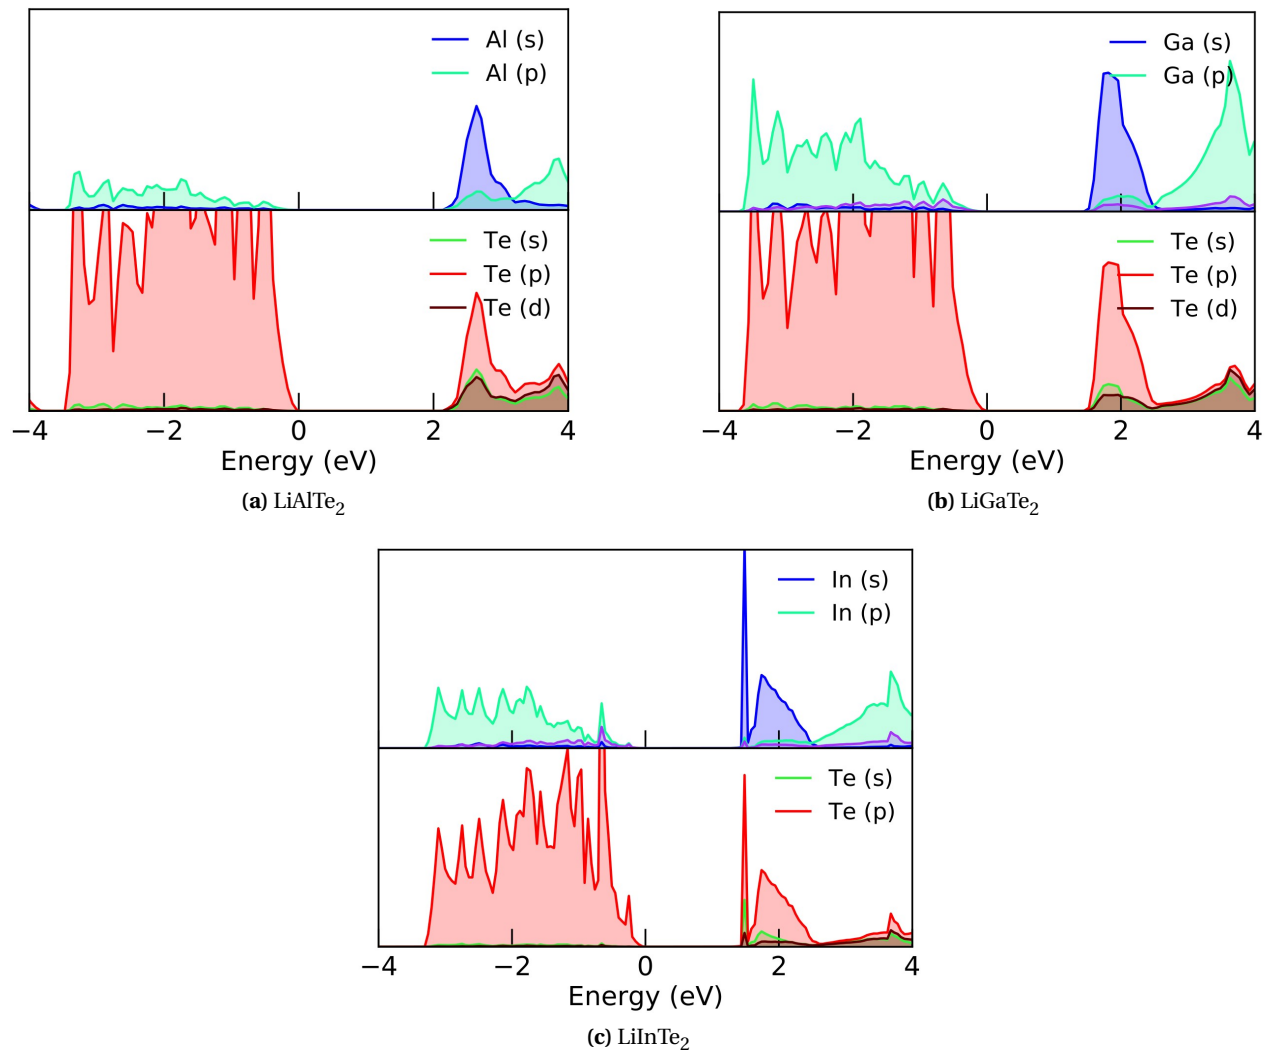 Al (s)
Al (p)
Te (s)
Te (p)
Te (d)
−4 −2 0 2 4
Energy (eV)
(a) LiAlTe2
Ga (s)
Ga (p)
Te (s)
Te (p)
Te (d)
−4 −2 0 2 4
Energy (eV)
(b) LiGaTe2
In (s)
In (p)
Te (s)
Te (p)
−4 −2 0 2 4
Energy (eV)
(c) LiInTe2